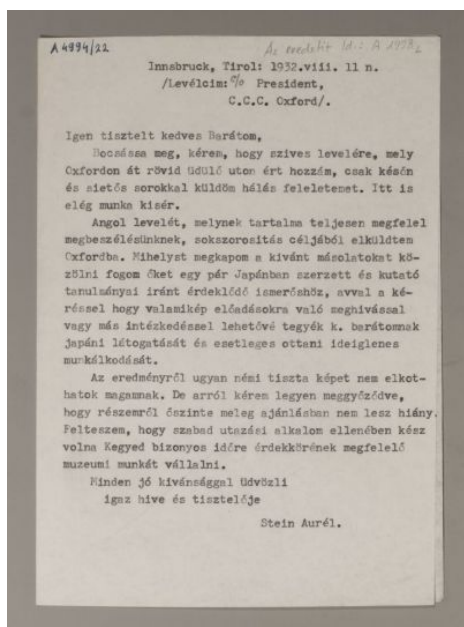 A 4994/22
Az eredetit ld.: A 1973
Innsbruck, Tirol: 1932.viii. 11 n.
/Levélcim: c/o President,
C.C.C. Oxford/.
Igen tisztelt kedves Barátom,
Bocsássa meg, kérem, hogy szives levelére, mely
Oxfordon át rövid üdülő utom ért hozzám, csak későn
és sietős sorokkal küldöm hálás feleletemet. Itt is
elég munka kisér.
Angol levelét, melynek tartalma teljesen megfelel
megbeszélésünknek, sokszorositás céljából elküldtem
Oxfordba. Mihelyst megkapom a kivánt másolatokat kö-
zölni fogom őket egy pár Japánban szerzett és kutató
tanulmányai iránt érdeklődő ismerőshöz, avval a ké-
réssel hogy valamikép előadásokra való meghivással
vagy más intézkedéssel lehetővé tegyék k. barátomnak
japáni látogatását és esetleges ottani ideiglenes
munkálkodását.
Az eredményről ugyan némi tiszta képet nem elkot-
hatok magamnak. De arról kérem legyen meggyőződve,
hogy részemről őszinte meleg ajánlásban nem lesz hiány.
Felteszem, hogy szabad utazási alkalom ellenében kész
volna Kegyed bizonyos időre érdekkörének megfelelő
muzeumi munkát vállalni.
Minden jó kivánsággal üdvözli
igaz hive és tisztelője
Stein Aurél.